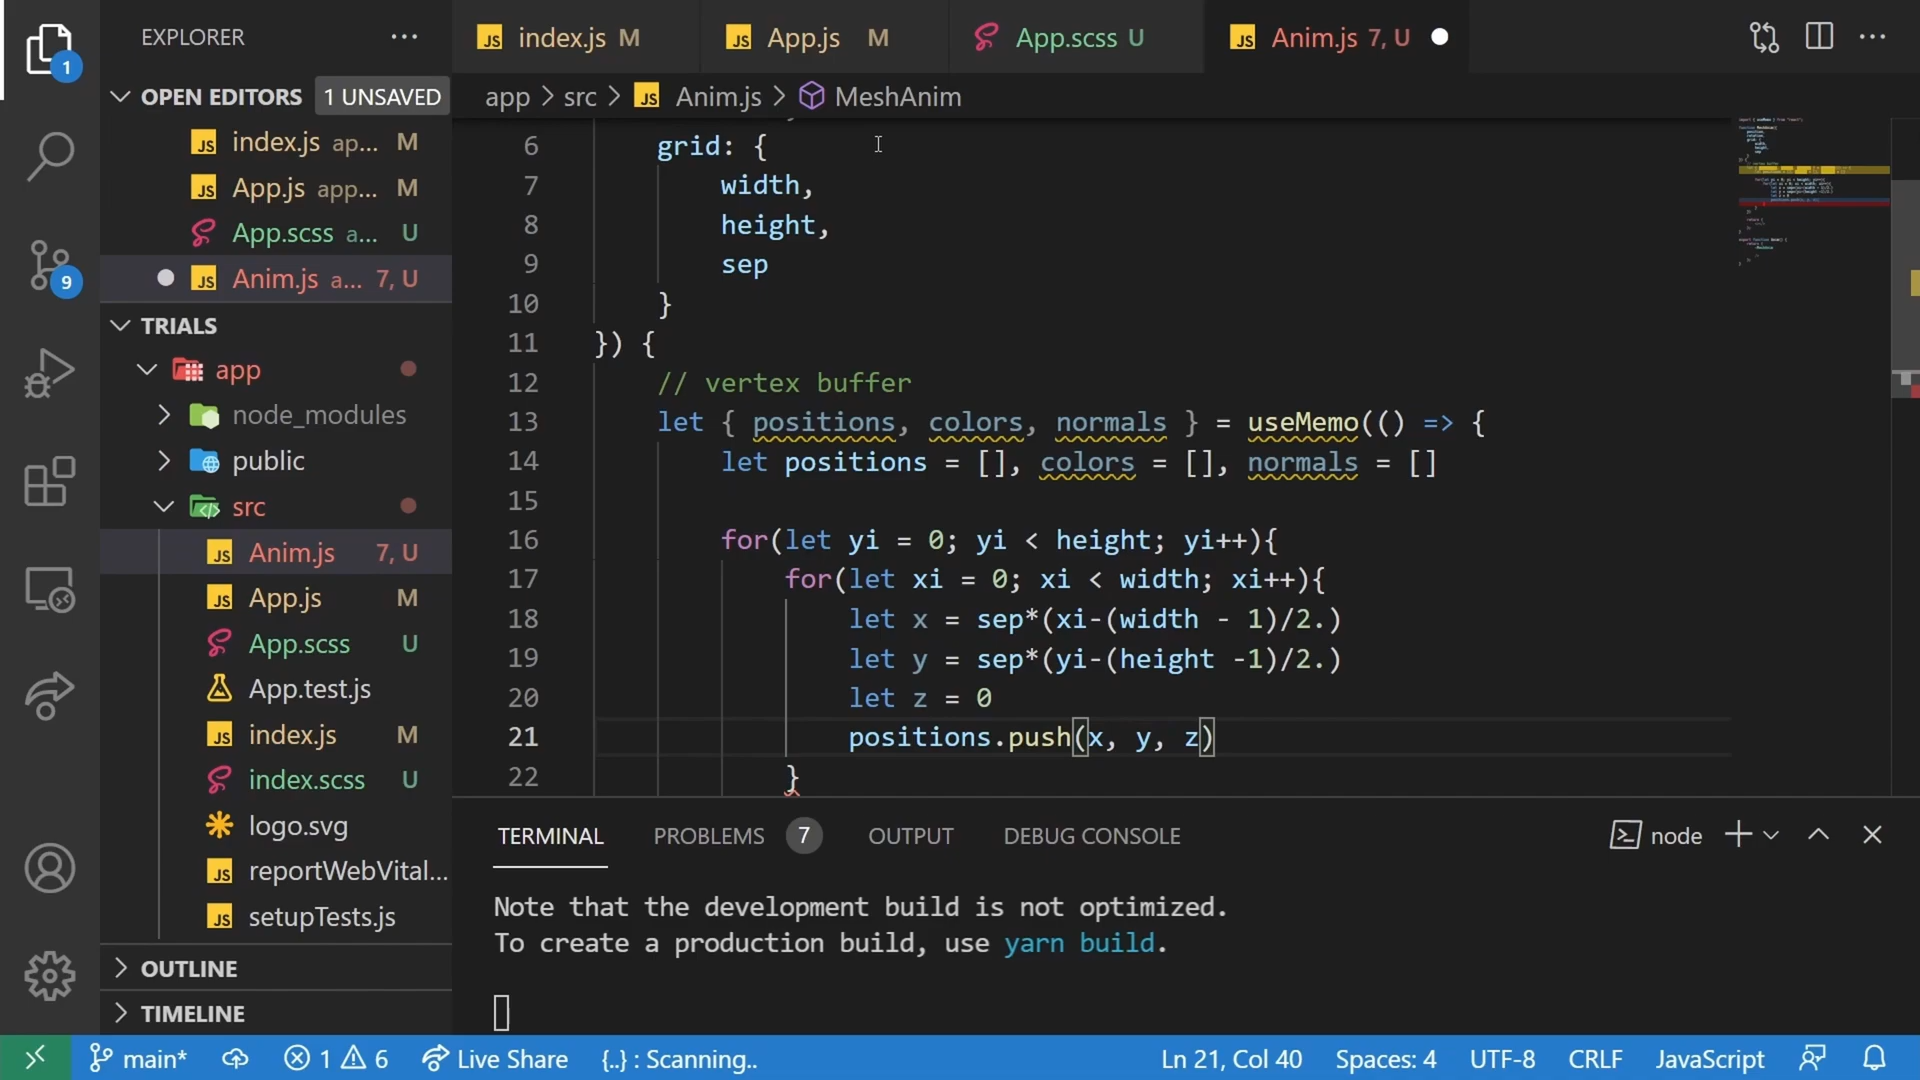 EXPLORER
OPEN EDITORS 1 UNSAVED
index.js ap... M
App.js app... M
App.scss a... U
Anim.js a... 7, U
TRIALS
app
node_modules
public
src
Anim.js 7, U
App.js M
App.scss U
App.test.js
index.js M
index.scss U
logo.svg
reportWebVital...
setupTests.js
OUTLINE
TIMELINE
1
9
index.js M
App.js M
App.scss U
Anim.js 7, U
app > src > JS Anim.js > MeshAnim
6 grid: {
7 width,
8 height,
9 sep
10 }
11 }) {
12 // vertex buffer
13 let { positions, colors, normals } = useMemo(() => {
14 let positions = [], colors = [], normals = []
15
16 for(let yi = 0; yi < height; yi++){
17 for(let xi = 0; xi < width; xi++){
18 let x = sep*(xi-(width - 1)/2.)
19 let y = sep*(yi-(height -1)/2.)
20 let z = 0
21 positions.push(x, y, z)
22 }
TERMINAL PROBLEMS 7 OUTPUT DEBUG CONSOLE
node
Note that the development build is not optimized.
To create a production build, use yarn build.
main* 1 6 Live Share {..} : Scanning.. Ln 21, Col 40 Spaces: 4 UTF-8 CRLF JavaScript